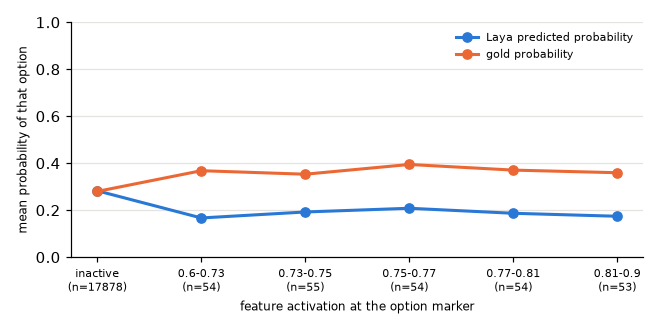 mean probability of that option
1.0
0.8
0.6
0.4
0.2
0.0
Laya predicted probability
gold probability
inactive
(n=17878)
0.6-0.73
(n=54)
0.73-0.75
(n=55)
0.75-0.77
(n=54)
0.77-0.81
(n=54)
0.81-0.9
(n=53)
feature activation at the option marker